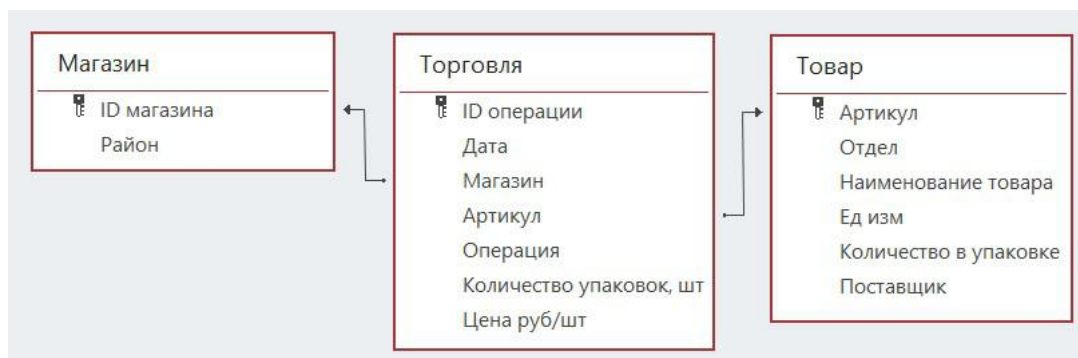 Магазин
ID магазина
Район
Торговля
ID операции
Дата
Магазин
Артикул
Операция
Количество упаковок, шт
Цена руб/шт
Товар
Артикул
Отдел
Наименование товара
Ед изм
Количество в упаковке
Поставщик